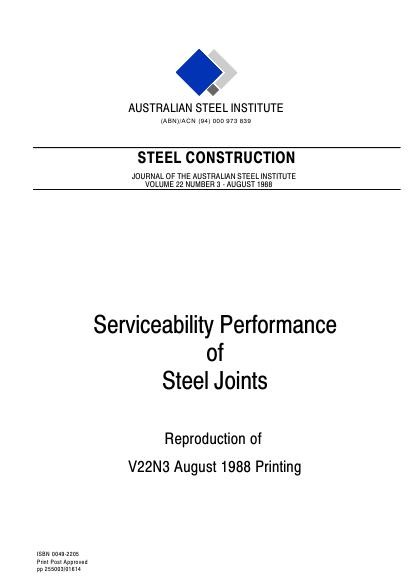 AUSTRALIAN STEEL INSTITUTE
(ABN)/ACN (94) 000 973 839
STEEL CONSTRUCTION
JOURNAL OF THE AUSTRALIAN STEEL INSTITUTE
VOLUME 22 NUMBER 3 - AUGUST 1988
Serviceability Performance
of
Steel Joints
Reproduction of
V22N3 August 1988 Printing
ISBN 0049-2205
Print Post Approved
pp 255003/01614